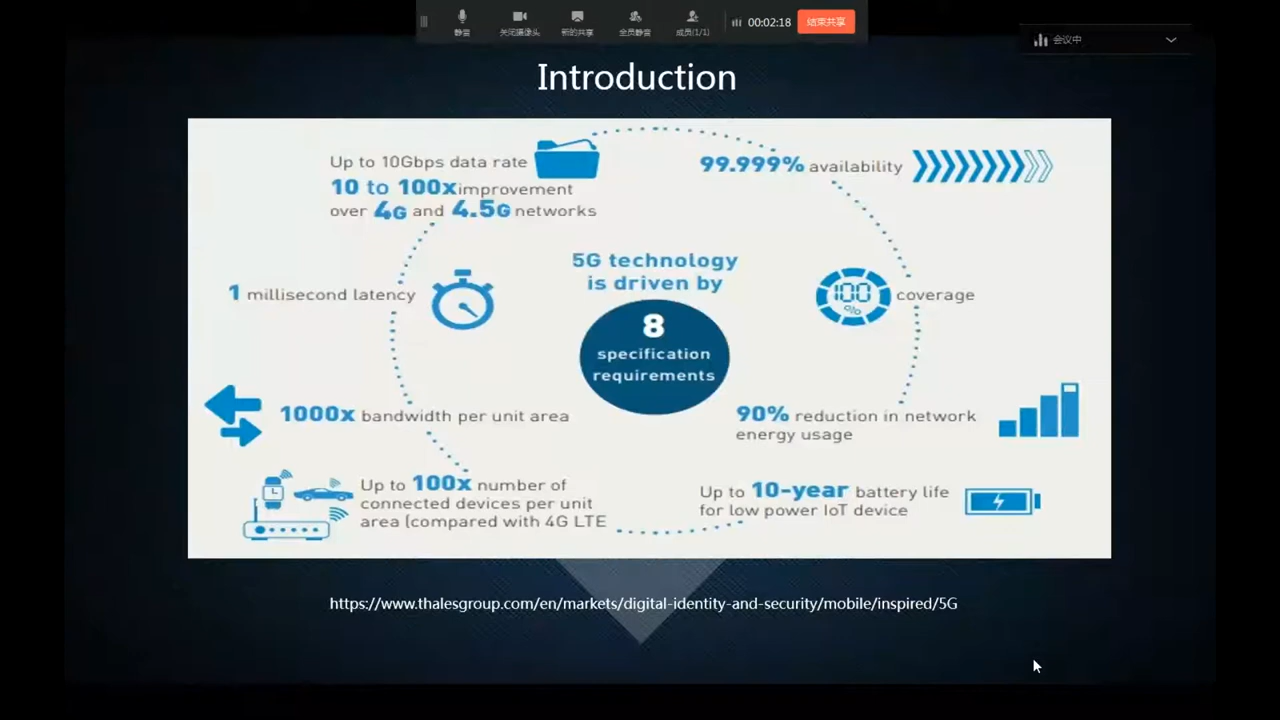 静音
关闭摄像头
新的共享
全员静音
成员(1/1)
00:02:18
结束共享
会议中
Introduction
Up to 10Gbps data rate
10 to 100x improvement
over 4G and 4.5G networks
99.999% availability
5G technology
is driven by
8
specification
requirements
1 millisecond latency
100
%
coverage
1000x bandwidth per unit area
90% reduction in network
energy usage
Up to 100x number of
connected devices per unit
area (compared with 4G LTE
Up to 10-year battery life
for low power IoT device
https://www.thalesgroup.com/en/markets/digital-identity-and-security/mobile/inspired/5G